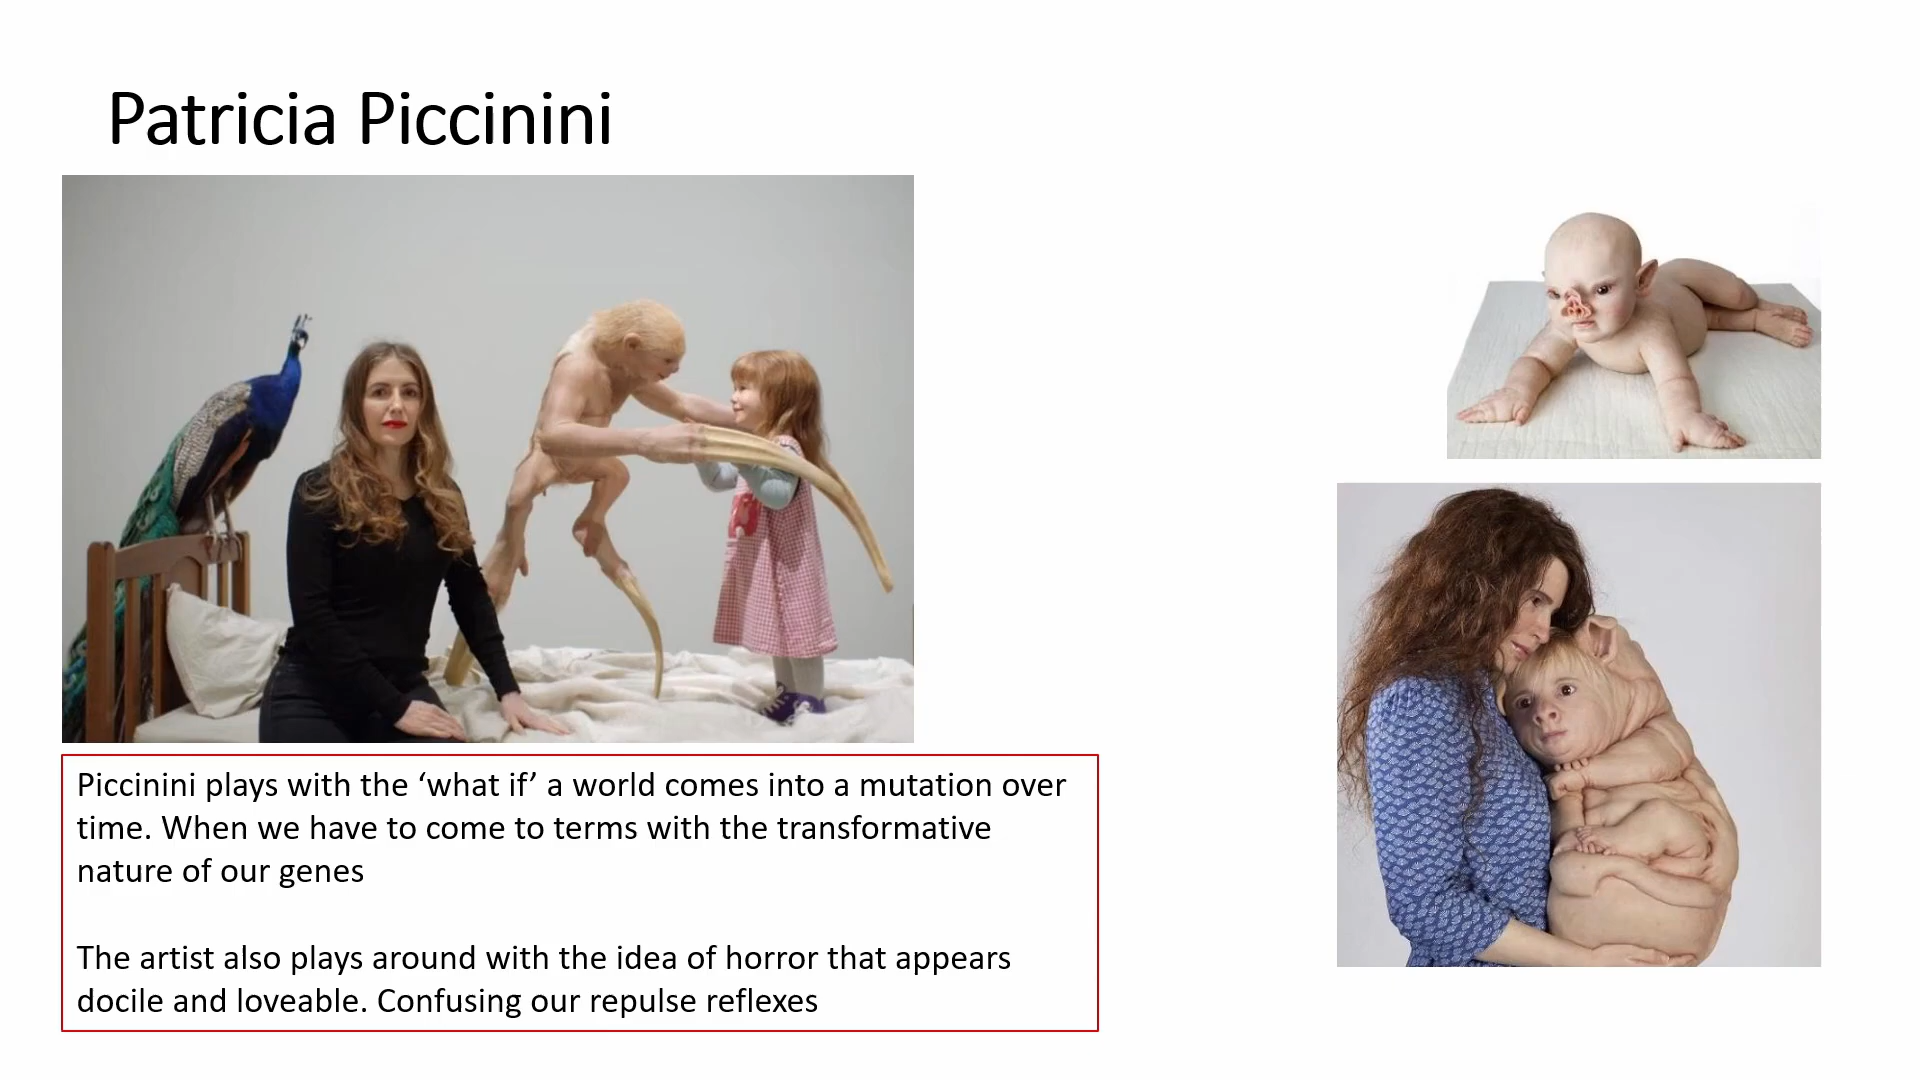 Patricia Piccinini
Piccinini plays with the ‘what if’ a world comes into a mutation over
time. When we have to come to terms with the transformative
nature of our genes
The artist also plays around with the idea of horror that appears
docile and loveable. Confusing our repulse reflexes